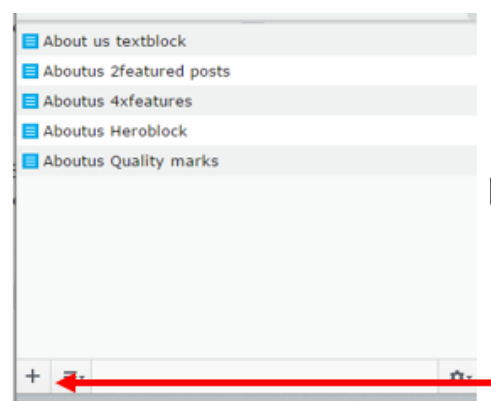 About us textblock
Aboutus 2featured posts
Aboutus 4xfeatures
Aboutus Heroblock
Aboutus Quality marks